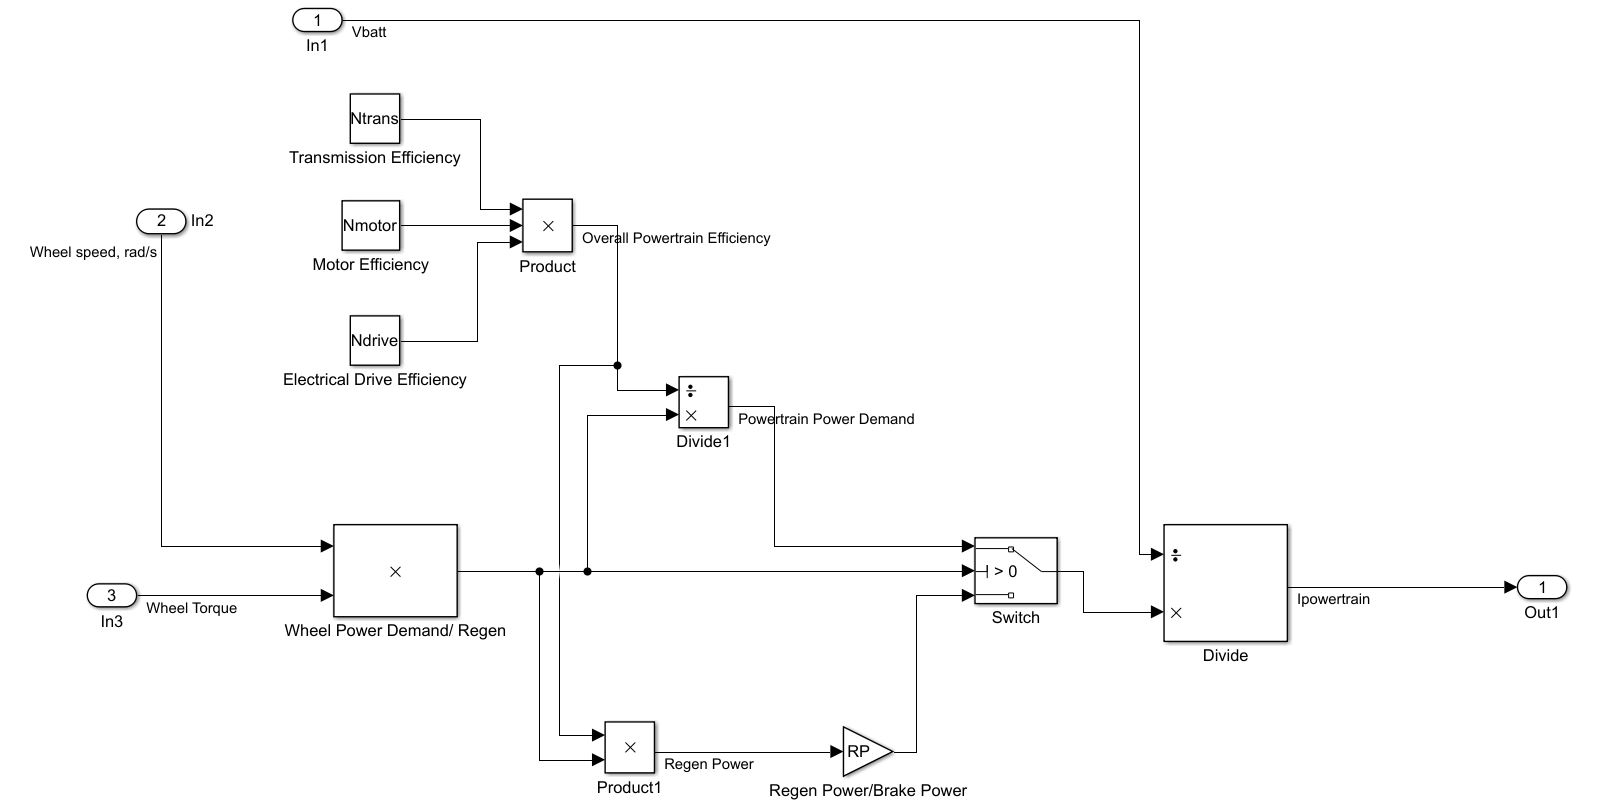 1
In1
Vbatt
Ntrans
Transmission Efficiency
2
In2
Wheel speed, rad/s
Nmotor
Motor Efficiency
×
Product
Overall Powertrain Efficiency
Ndrive
Electrical Drive Efficiency
÷
×
Divide1
Powertrain Power Demand
3
In3
Wheel Torque
×
Wheel Power Demand/ Regen
> 0
Switch
÷
×
Divide
Ipowertrain
1
Out1
×
Product1
Regen Power
RP
Regen Power/Brake Power